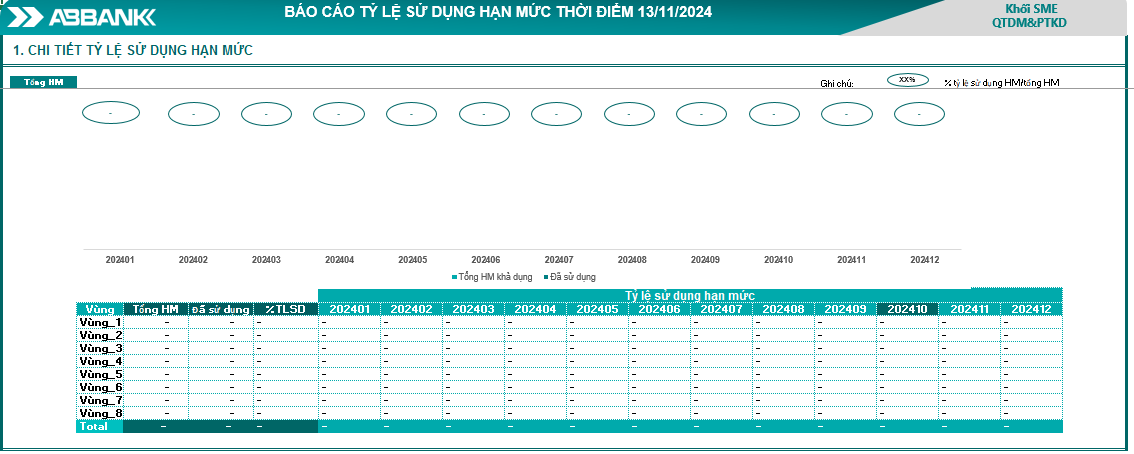 ABBANK
BÁO CÁO TỶ LỆ SỬ DỤNG HẠN MỨC THỜI ĐIỂM 13/11/2024
Khối SME
QTDM&PTKD
1. CHI TIẾT TỶ LỆ SỬ DỤNG HẠN MỨC
Tổng HM
Ghi chú: XX% % tỷ lệ sử dụng HM/tổng HM
- - - - - - - - - - - -
202401 202402 202403 202404 202405 202406 202407 202408 202409 202410 202411 202412
Tổng HM khả dụng Đã sử dụng
Tỷ lệ sử dụng hạn mức
Vùng Tổng HM Đã sử dụng %TLSD 202401 202402 202403 202404 202405 202406 202407 202408 202409 202410 202411 202412
Vùng_1 - - - - - - - - - - - - - - -
Vùng_2 - - - - - - - - - - - - - - -
Vùng_3 - - - - - - - - - - - - - - -
Vùng_4 - - - - - - - - - - - - - - -
Vùng_5 - - - - - - - - - - - - - - -
Vùng_6 - - - - - - - - - - - - - - -
Vùng_7 - - - - - - - - - - - - - - -
Vùng_8 - - - - - - - - - - - - - - -
Total - - - - - - - - - - - - - - -